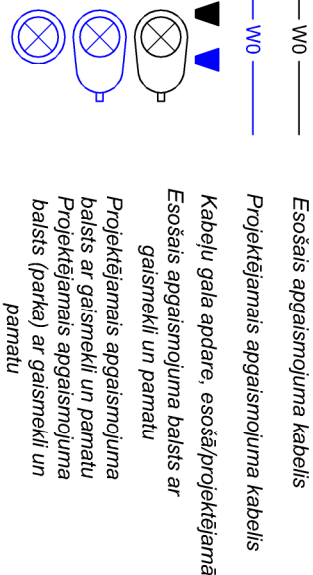 W0 Esošais apgaismojuma kabelis
W0 Projektējamais apgaismojuma kabelis
Kabeļu gala apdare, esošā/projektējamā
Esošais apgaismojuma balsts ar
gaismekli un pamatu
Projektējamais apgaismojuma
balsts ar gaismekli un pamatu
Projektējamais apgaismojuma
balsts (parka) ar gaismekli un
pamatu